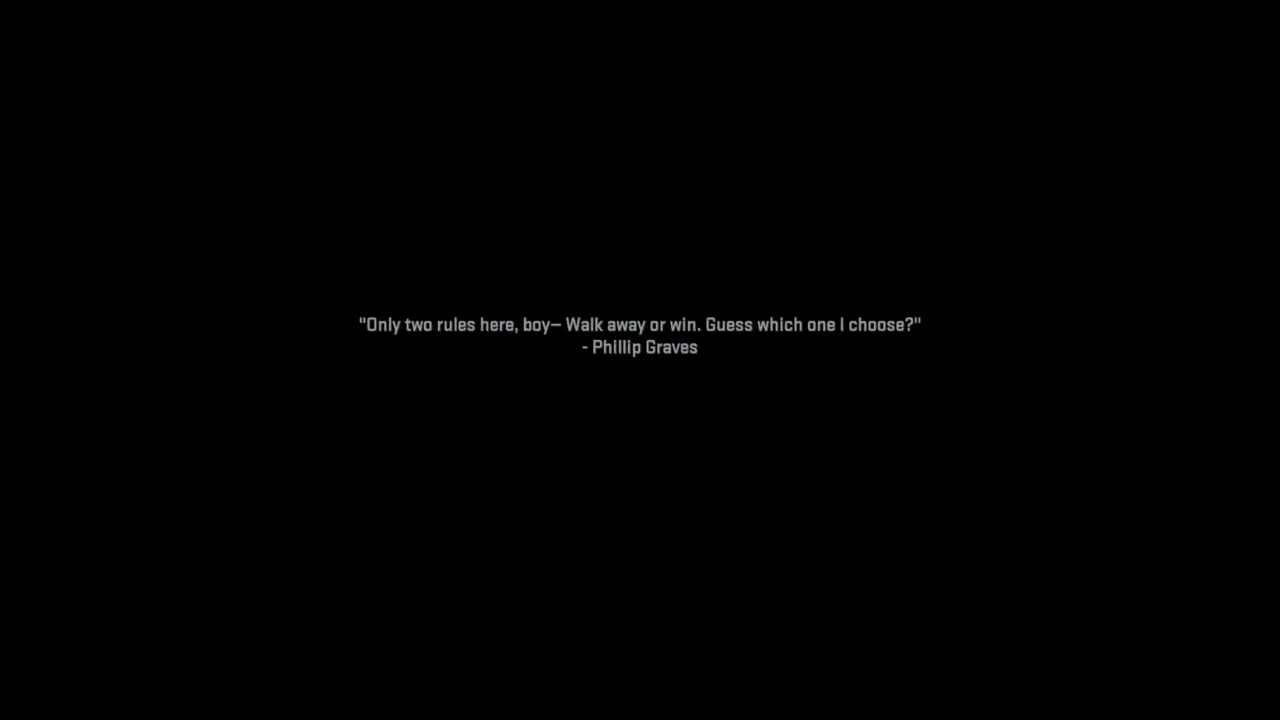 "Only two rules here, boy— Walk away or win. Guess which one I choose?"
- Phillip Graves